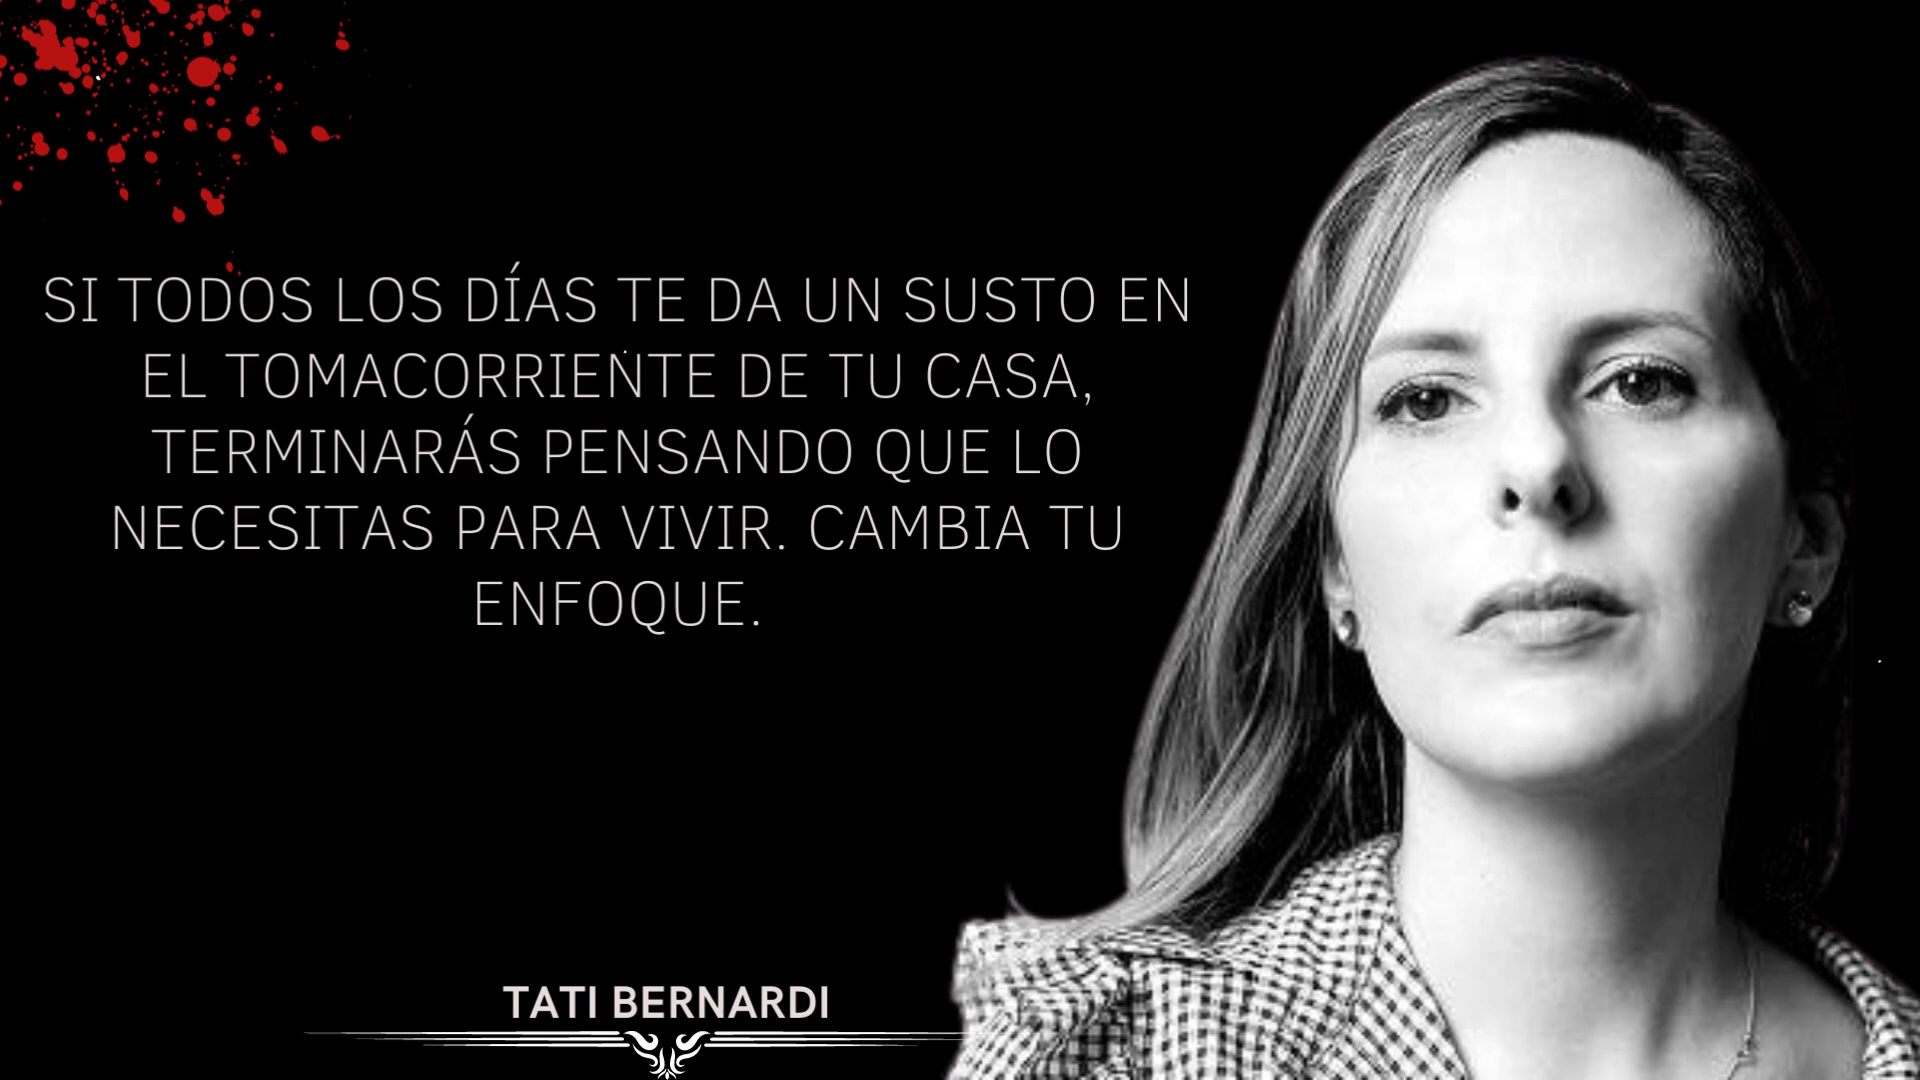 SI TODOS LOS DÍAS TE DA UN SUSTO EN
EL TOMACORRIENTE DE TU CASA,
TERMINARÁS PENSANDO QUE LO
NECESITAS PARA VIVIR. CAMBIA TU
ENFOQUE.
TATI BERNARDI